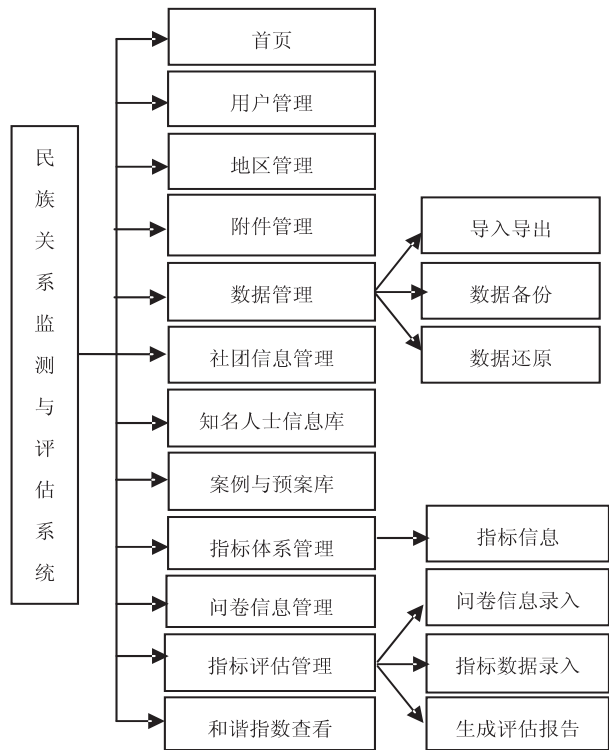 民族关系监测与评估系统
首页
用户管理
地区管理
附件管理
数据管理
导入导出
数据备份
数据还原
社团信息管理
知名人士信息库
案例与预案库
指标体系管理
指标信息
问卷信息管理
指标评估管理
问卷信息录入
指标数据录入
生成评估报告
和谐指数查看